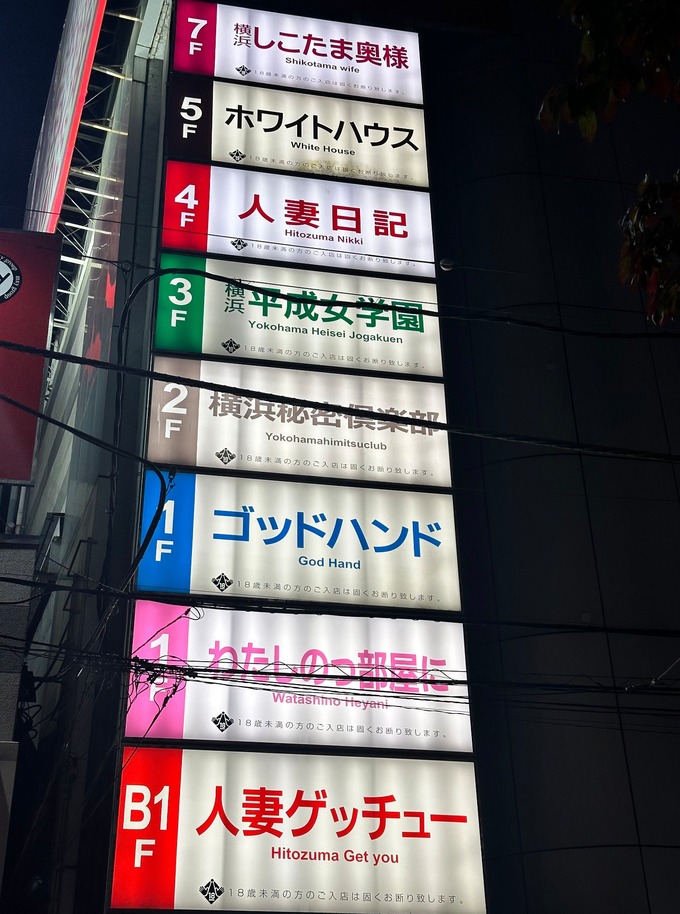 7
F
横浜しこたま奥様
Shikotama wife
18歳未満の方のご入店は固くお断り致します。
5
F
ホワイトハウス
White House
18歳未満の方のご入店は固くお断り致します。
4
F
人妻日記
Hitozuma Nikki
18歳未満の方のご入店は固くお断り致します。
3
F
横浜平成女学園
Yokohama Heisei Jogakuen
18歳未満の方のご入店は固くお断り致します。
2
F
横浜秘密倶楽部
Yokohamahimitsuclub
18歳未満の方のご入店は固くお断り致します。
1
F
ゴッドハンド
God Hand
18歳未満の方のご入店は固くお断り致します。
1
F
わたしのっ部屋に
Watashino Heyani
18歳未満の方のご入店は固くお断り致します。
B1
F
人妻ゲッチュー
Hitozuma Get you
18歳未満の方のご入店は固くお断り致します。